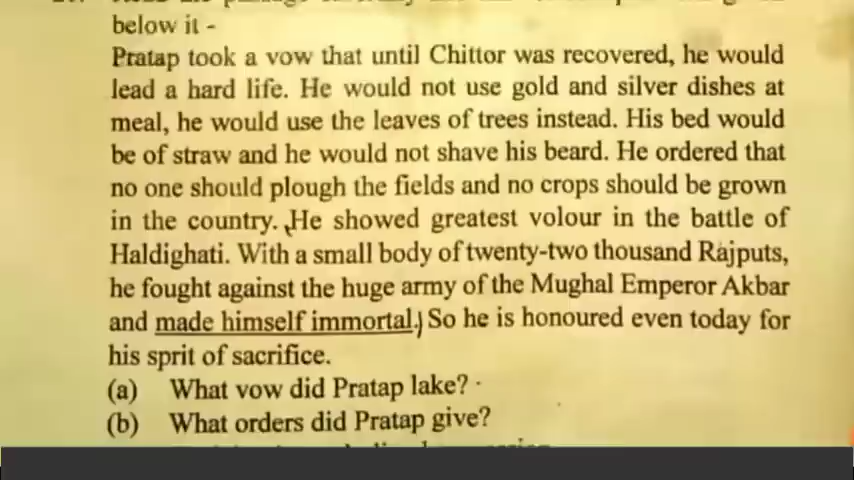 below it -
Pratap took a vow that until Chittor was recovered, he would
lead a hard life. He would not use gold and silver dishes at
meal, he would use the leaves of trees instead. His bed would
be of straw and he would not shave his beard. He ordered that
no one should plough the fields and no crops should be grown
in the country. He showed greatest volour in the battle of
Haldighati. With a small body of twenty-two thousand Rajputs,
he fought against the huge army of the Mughal Emperor Akbar
and made himself immortal.) So he is honoured even today for
his sprit of sacrifice.
(a) What vow did Pratap lake?
(b) What orders did Pratap give?